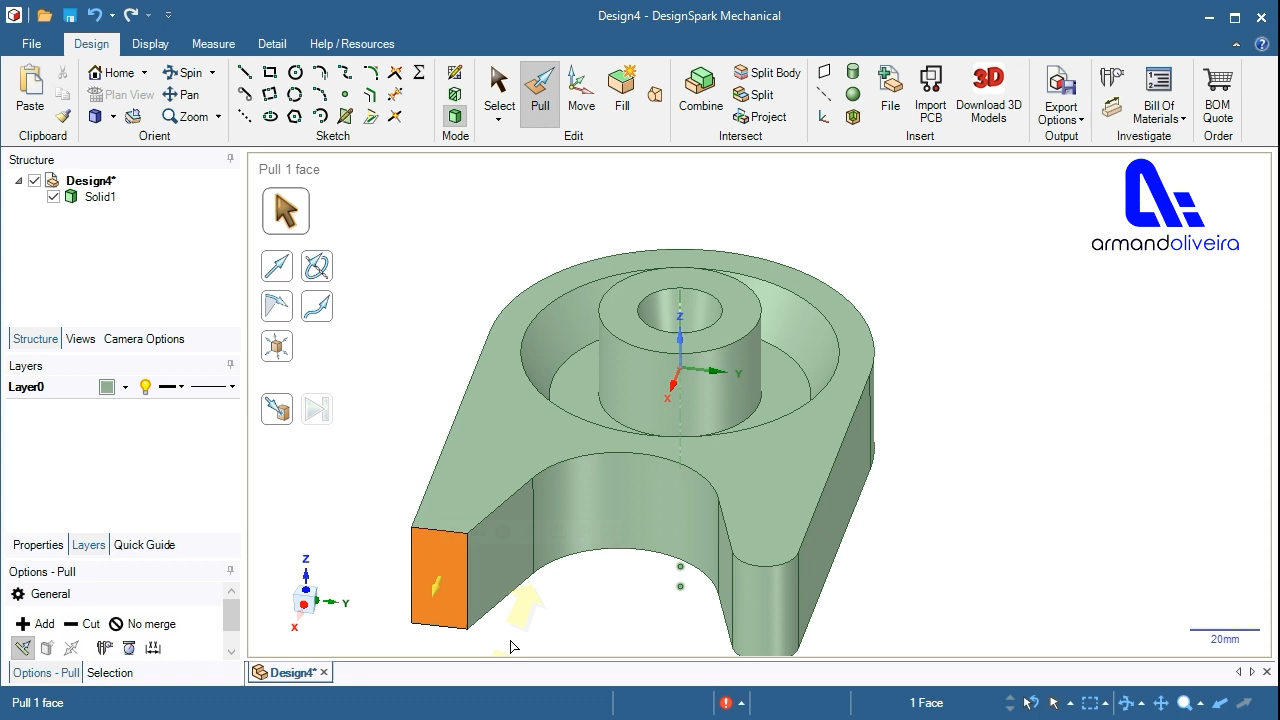 Design4 - DesignSpark Mechanical
File Design Display Measure Detail Help / Resources
Paste
Clipboard
Home Spin
Plan View Pan
Zoom
Orient
Sketch
Mode
Select Pull Move Fill
Edit
Combine
Split Body
Split
Project
Intersect
3D
File Import PCB Download 3D Models
Insert
Export Options
Output
Bill Of Materials
Investigate
BOM Quote
Order
Structure
Design4*
Solid1
Structure Views Camera Options
Layers
Layer0
Properties Layers Quick Guide
Options - Pull
General
Add Cut No merge
Options - Pull Selection
Pull 1 face
armandoliveira
Z
Y
X
Z
Y
X
20mm
Design4*
Pull 1 face
1 Face